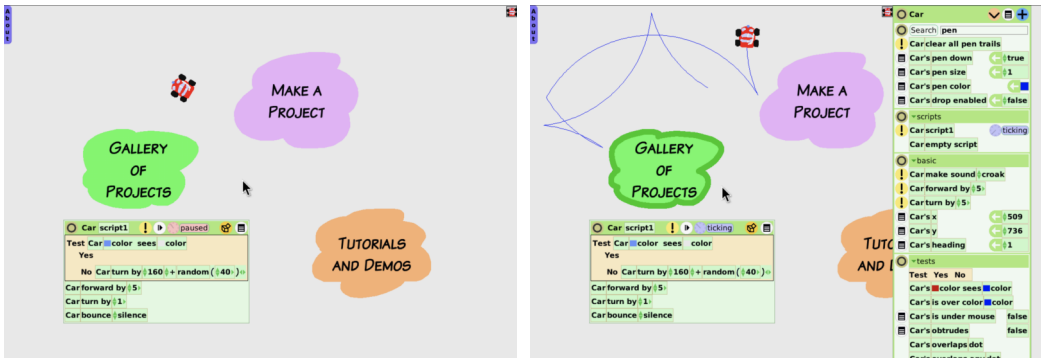 About
MAKE A
PROJECT
GALLERY
OF
PROJECTS
TUTORIALS
AND DEMOS
Car script1 ! paused
Test Car color sees color
Yes
No Car turn by 160 + random ( 40 )
Car forward by 5
Car turn by 1
Car bounce silence
About
MAKE A
PROJECT
GALLERY
OF
PROJECTS
TUTO
AND D
Car script1 ! ticking
Test Car color sees color
Yes
No Car turn by 160 + random ( 40 )
Car forward by 5
Car turn by 1
Car bounce silence
Car
Search pen
! Car clear all pen trails
Car's pen down true
Car's pen size 1
Car's pen color
Car's drop enabled false
scripts
! Car script1 ticking
Car empty script
basic
! Car make sound croak
! Car forward by 5
! Car turn by 5
Car's x 509
Car's y 736
Car's heading 1
tests
Test Yes No
Car's color sees color
Car's is over color color
Car's is under mouse false
Car's obtrudes false
Car's overlaps dot